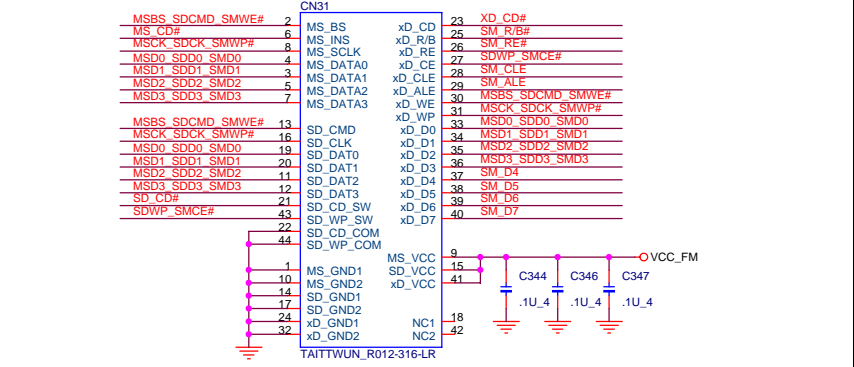 CN31
MSBS_SDCMD_SMWE# 2 MS_BS xD_CD 23 XD_CD#
MS_CD# 6 MS_INS xD_R/B 25 SM_R/B#
MSCK_SDCK_SMWP# 8 MS_SCLK xD_RE 26 SM_RE#
MSD0_SDD0_SMD0 4 MS_DATA0 xD_CE 27 SDWP_SMCE#
MSD1_SDD1_SMD1 3 MS_DATA1 xD_CLE 28 SM_CLE
MSD2_SDD2_SMD2 5 MS_DATA2 xD_ALE 29 SM_ALE
MSD3_SDD3_SMD3 7 MS_DATA3 xD_WE 30 MSBS_SDCMD_SMWE#
xD_WP 31 MSCK_SDCK_SMWP#
MSBS_SDCMD_SMWE# 13 SD_CMD xD_D0 33 MSD0_SDD0_SMD0
MSCK_SDCK_SMWP# 16 SD_CLK xD_D1 34 MSD1_SDD1_SMD1
MSD0_SDD0_SMD0 19 SD_DAT0 xD_D2 35 MSD2_SDD2_SMD2
MSD1_SDD1_SMD1 20 SD_DAT1 xD_D3 36 MSD3_SDD3_SMD3
MSD2_SDD2_SMD2 11 SD_DAT2 xD_D4 37 SM_D4
MSD3_SDD3_SMD3 12 SD_DAT3 xD_D5 38 SM_D5
SD_CD# 21 SD_CD_SW xD_D6 39 SM_D6
SDWP_SMCE# 43 SD_WP_SW xD_D7 40 SM_D7
22 SD_CD_COM
44 SD_WP_COM
MS_VCC 9 VCC_FM
1 MS_GND1 SD_VCC 15 C344 C346 C347
10 MS_GND2 xD_VCC 41
14 SD_GND1 .1U_4 .1U_4 .1U_4
17 SD_GND2
24 xD_GND1 NC1 18
32 xD_GND2 NC2 42
TAITTWUN_R012-316-LR